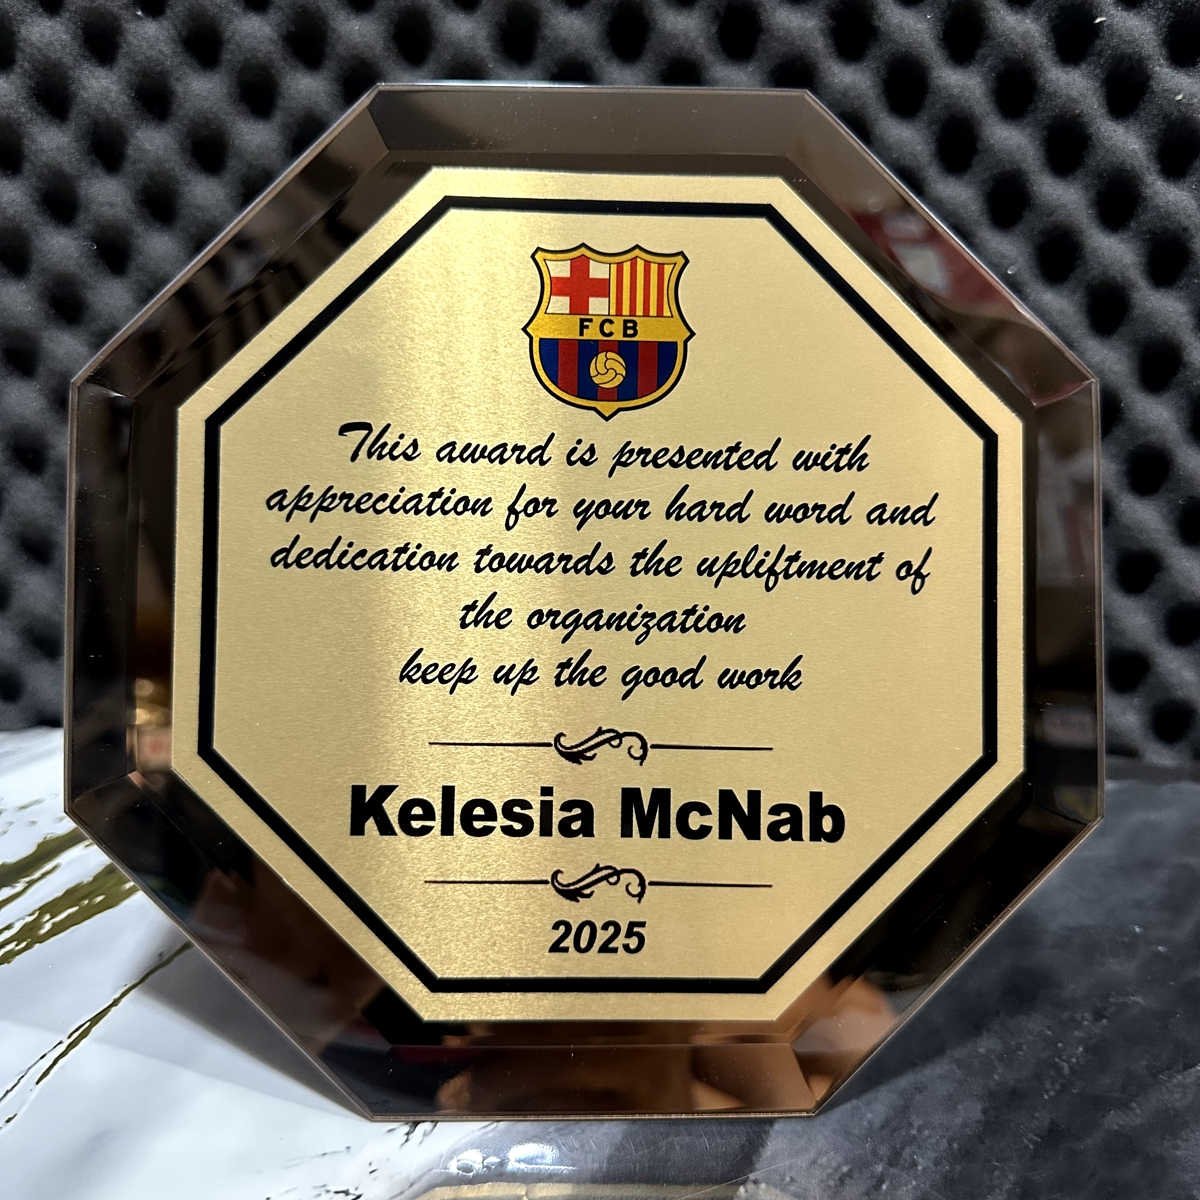 FCB
This award is presented with
appreciation for your hard word and
dedication towards the upliftment of
the organization
keep up the good work
Kelesia McNab
2025